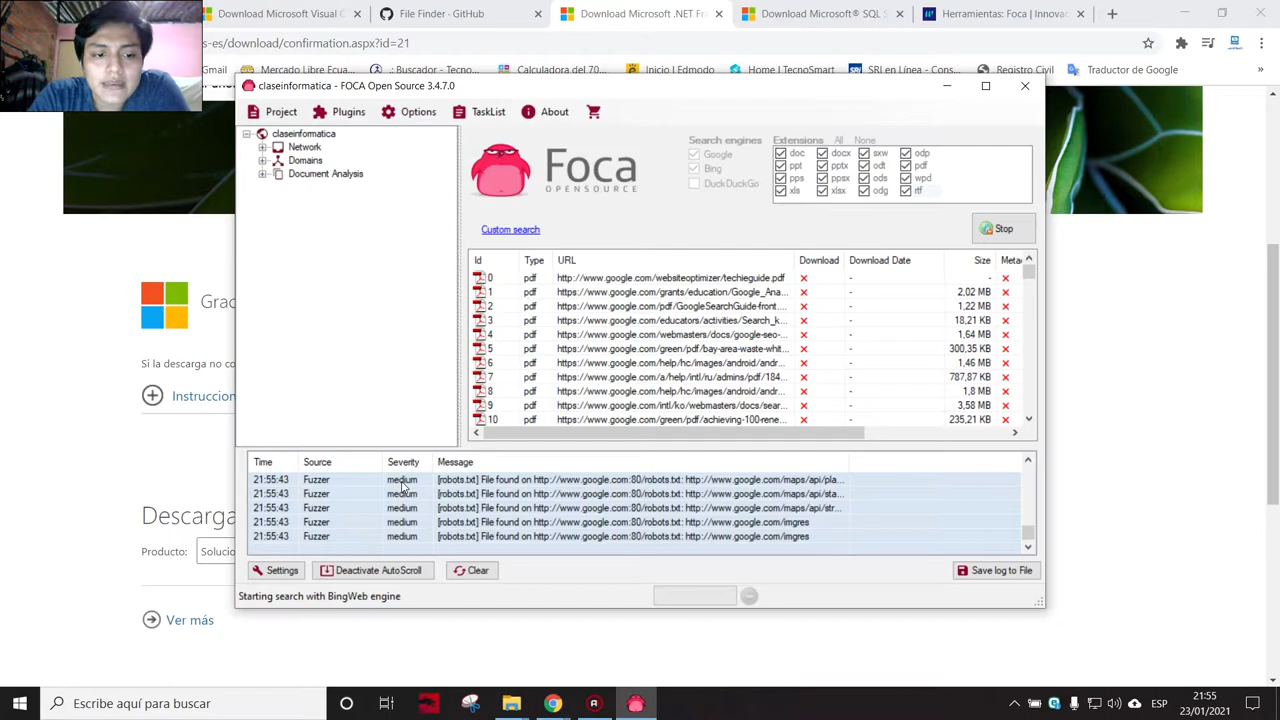 Download Microsoft Visual C
File Finder · GitHub
Download Microsoft .NET Fram
Download Microsoft® SQL S
Herramientas Foca | Innovac
s-es/download/confirmation.aspx?id=21
Gmail
Mercado Libre Ecua...
.: Buscador - Tecno...
Calculadora del 70...
Inicio | Edmodo
Home | TecnoSmart
SRI en Línea - Cons...
Registro Civil
Traductor de Google
»
claseinformatica - FOCA Open Source 3.4.7.0
Project
Plugins
Options
TaskList
About
claseinformatica
Network
Domains
Document Analysis
Foca
OPENSOURCE
Search engines
Google
Bing
DuckDuckGo
Extensions All None
doc docx sxw odp
ppt pptx odt pdf
pps ppsx ods wpd
xls xlsx odg rtf
Custom search
Stop
Id Type URL Download Download Date Size Metac
0 pdf http://www.google.com/websiteoptimizer/techieguide.pdf - -
1 pdf https://www.google.com/grants/education/Google_Ana... - 2,02 MB
2 pdf https://www.google.com/pdf/GoogleSearchGuide-front.... - 1,22 MB
3 pdf https://www.google.com/educators/activities/Search_k... - 18,21 KB
4 pdf https://www.google.com/webmasters/docs/google-seo-... - 1,64 MB
5 pdf https://www.google.com/green/pdf/bay-area-waste-whit... - 300,35 KB
6 pdf https://www.google.com/help/hc/images/android/andr... - 1,46 MB
7 pdf https://www.google.com/a/help/intl/ru/admins/pdf/184... - 787,87 KB
8 pdf https://www.google.com/help/hc/images/android/andr... - 1,8 MB
9 pdf https://www.google.com/intl/ko/webmasters/docs/sear... - 3,58 MB
10 pdf https://www.google.com/green/pdf/achieving-100-rene... - 235,21 KB
Time Source Severity Message
21:55:43 Fuzzer medium [robots.txt] File found on http://www.google.com:80/robots.txt: http://www.google.com/maps/api/pla...
21:55:43 Fuzzer medium [robots.txt] File found on http://www.google.com:80/robots.txt: http://www.google.com/maps/api/sta...
21:55:43 Fuzzer medium [robots.txt] File found on http://www.google.com:80/robots.txt: http://www.google.com/maps/api/str...
21:55:43 Fuzzer medium [robots.txt] File found on http://www.google.com:80/robots.txt: http://www.google.com/imgres
21:55:43 Fuzzer medium [robots.txt] File found on http://www.google.com:80/robots.txt: http://www.google.com/imgres
Settings
Deactivate AutoScroll
Clear
Save log to File
Starting search with BingWeb engine
Grac
Si la descarga no co
Instruccion
Descarga
Producto: Solucio
Ver más
Escribe aquí para buscar
ESP
21:55
23/01/2021